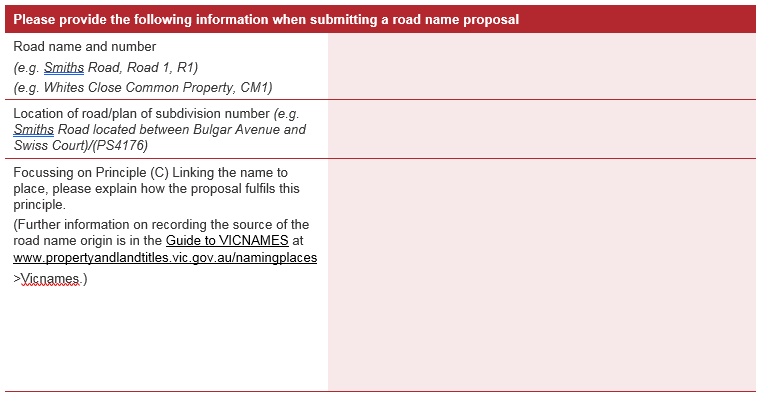 Please provide the following information when submitting a road name proposal
Road name and number
(e.g. Smiths Road, Road 1, R1)
(e.g. Whites Close Common Property, CM1)
Location of road/plan of subdivision number (e.g.
Smiths Road located between Bulgar Avenue and
Swiss Court)/(PS4176)
Focussing on Principle (C) Linking the name to
place, please explain how the proposal fulfils this
principle.
(Further information on recording the source of the
road name origin is in the Guide to VICNAMES at
www.propertyandlandtitles.vic.gov.au/namingplaces
>Vicnames.)